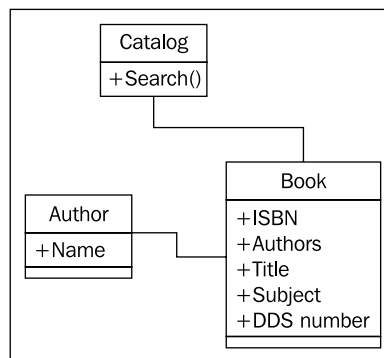 Catalog
+Search()
Author
+Name
Book
+ISBN
+Authors
+Title
+Subject
+DDS number